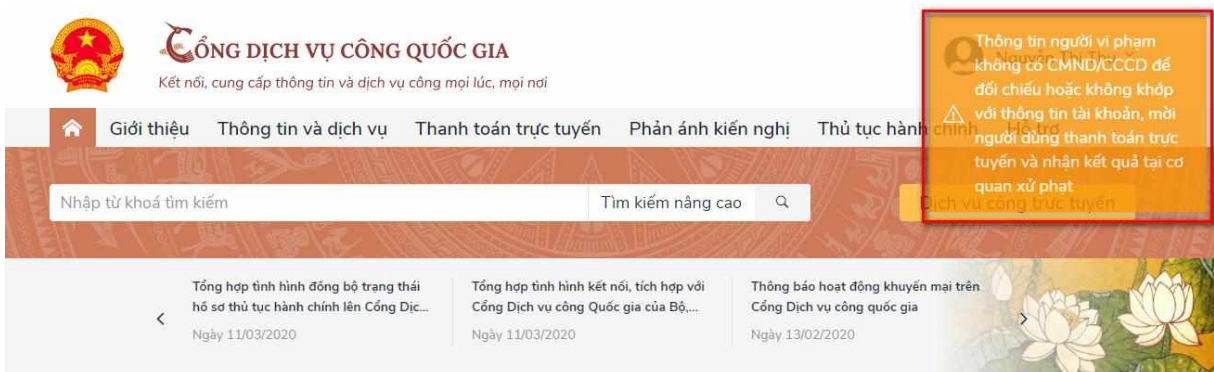 CỔNG DỊCH VỤ CÔNG QUỐC GIA
Kết nối, cung cấp thông tin và dịch vụ công mọi lúc, mọi nơi
Nguyễn Thị Thu
Thông tin người vi phạm
không có CMND/CCCD để
đối chiếu hoặc không khớp
với thông tin tài khoản, mời
người dùng thanh toán trực
tuyến và nhận kết quả tại cơ
quan xử phạt
Giới thiệu Thông tin và dịch vụ Thanh toán trực tuyến Phản ánh kiến nghị Thủ tục hành chính Hỗ trợ
Nhập từ khoá tìm kiếm Tìm kiếm nâng cao
Dịch vụ công trực tuyến
Tổng hợp tình hình đồng bộ trạng thái
hồ sơ thủ tục hành chính lên Cổng Dịc...
Ngày 11/03/2020
Tổng hợp tình hình kết nối, tích hợp với
Cổng Dịch vụ công Quốc gia của Bộ,...
Ngày 11/03/2020
Thông báo hoạt động khuyến mại trên
Cổng Dịch vụ công quốc gia
Ngày 13/02/2020